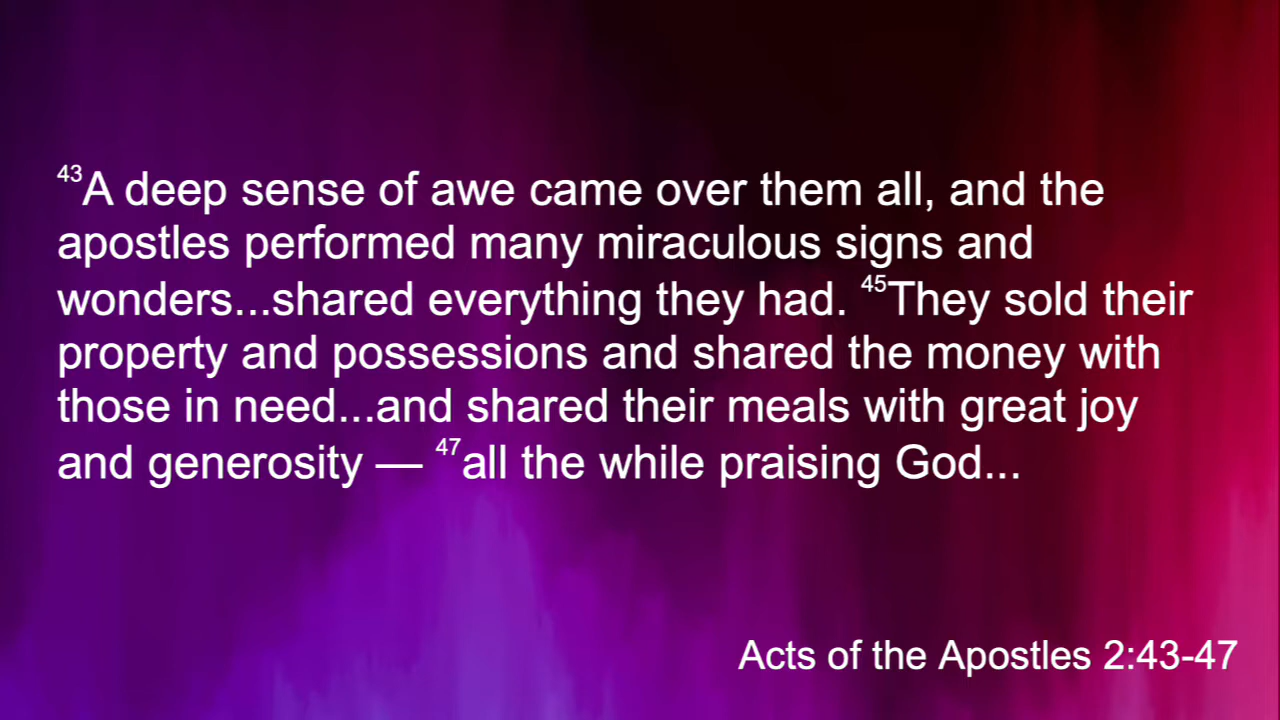 ⁴³A deep sense of awe came over them all, and the
apostles performed many miraculous signs and
wonders...shared everything they had. ⁴⁵They sold their
property and possessions and shared the money with
those in need...and shared their meals with great joy
and generosity — ⁴⁷all the while praising God...
Acts of the Apostles 2:43-47